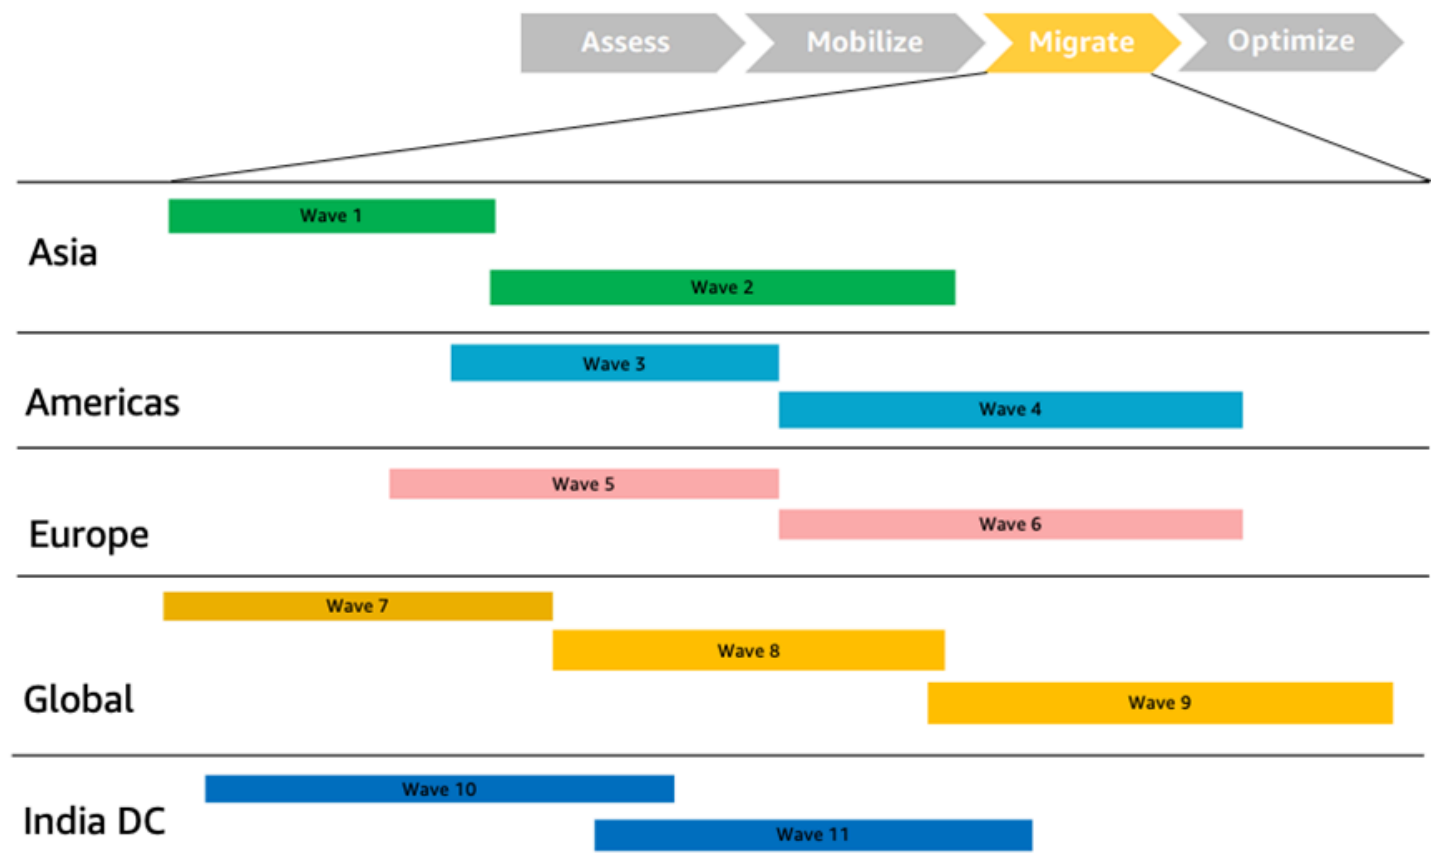 Assess
Mobilize
Migrate
Optimize
Asia
Wave 1
Wave 2
Americas
Wave 3
Wave 4
Europe
Wave 5
Wave 6
Global
Wave 7
Wave 8
Wave 9
India DC
Wave 10
Wave 11